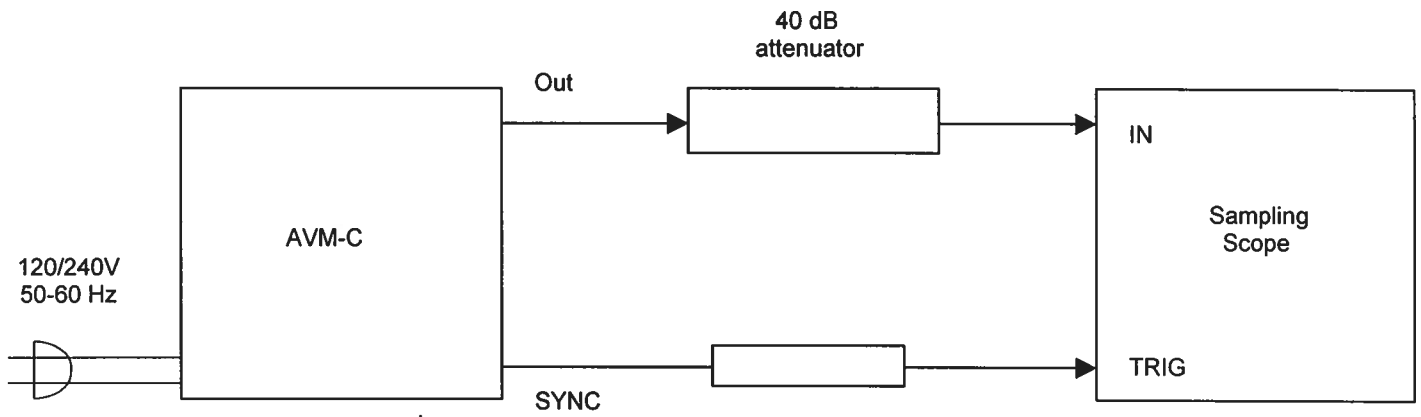 40 dB
attenuator
Out
IN
AVM-C
Sampling
Scope
120/240V
50-60 Hz
TRIG
SYNC